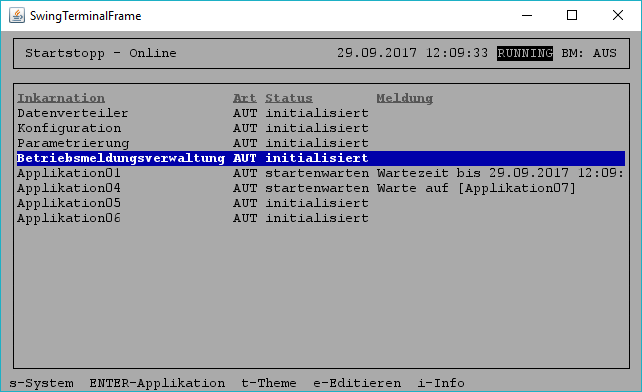 SwingTerminalFrame
Startstopp - Online 29.09.2017 12:09:33 RUNNING BM: AUS
Inkarnation Art Status Meldung
Datenverteiler AUT initialisiert
Konfiguration AUT initialisiert
Parametrierung AUT initialisiert
Betriebsmeldungsverwaltung AUT initialisiert
Applikation01 AUT startenwarten Wartezeit bis 29.09.2017 12:09:
Applikation04 AUT startenwarten Warte auf [Applikation07]
Applikation05 AUT initialisiert
Applikation06 AUT initialisiert
s-System ENTER-Applikation t-Theme e-Editieren i-Info